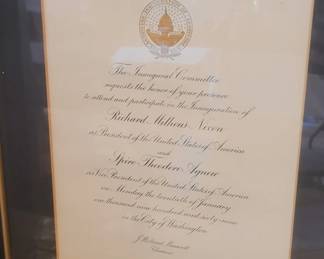 The Inaugural Committee
requests the honor of your presence
to attend and participate in the Inauguration of
Richard Milhous Nixon
as President of the United States of America
and
Spiro Theodore Agnew
as Vice President of the United States of America
on Monday the twentieth of January
one thousand nine hundred and sixty-nine
in the City of Washington
Chairman